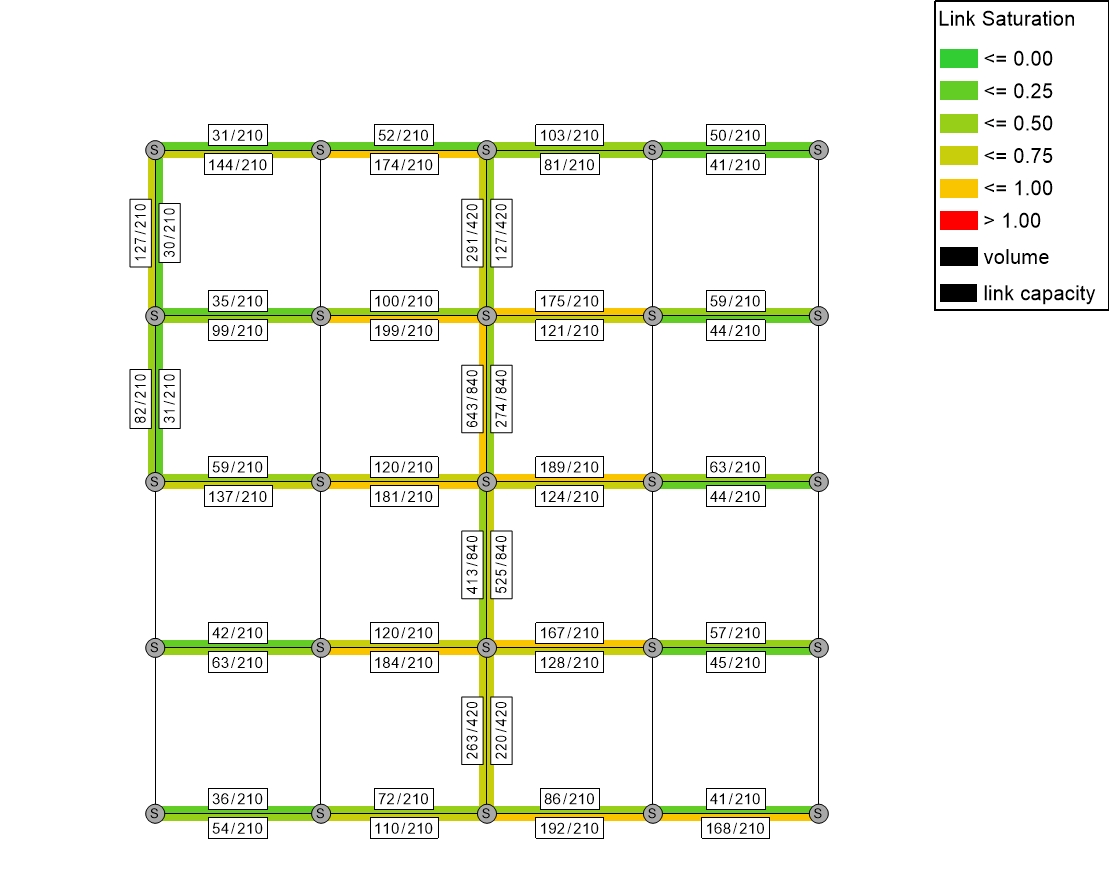 Link Saturation
<= 0.00
<= 0.25
<= 0.50
<= 0.75
<= 1.00
> 1.00
volume
link capacity
31/210
52/210
103/210
50/210
S
S
S
S
S
144/210
174/210
81/210
41/210
127/210
30/210
291/420
127/420
35/210
100/210
175/210
59/210
S
S
S
S
S
99/210
199/210
121/210
44/210
82/210
31/210
643/840
274/840
59/210
120/210
189/210
63/210
S
S
S
S
S
137/210
181/210
124/210
44/210
413/840
525/840
42/210
120/210
167/210
57/210
S
S
S
S
S
63/210
184/210
128/210
45/210
263/420
220/420
36/210
72/210
86/210
41/210
S
S
S
S
S
54/210
110/210
192/210
168/210